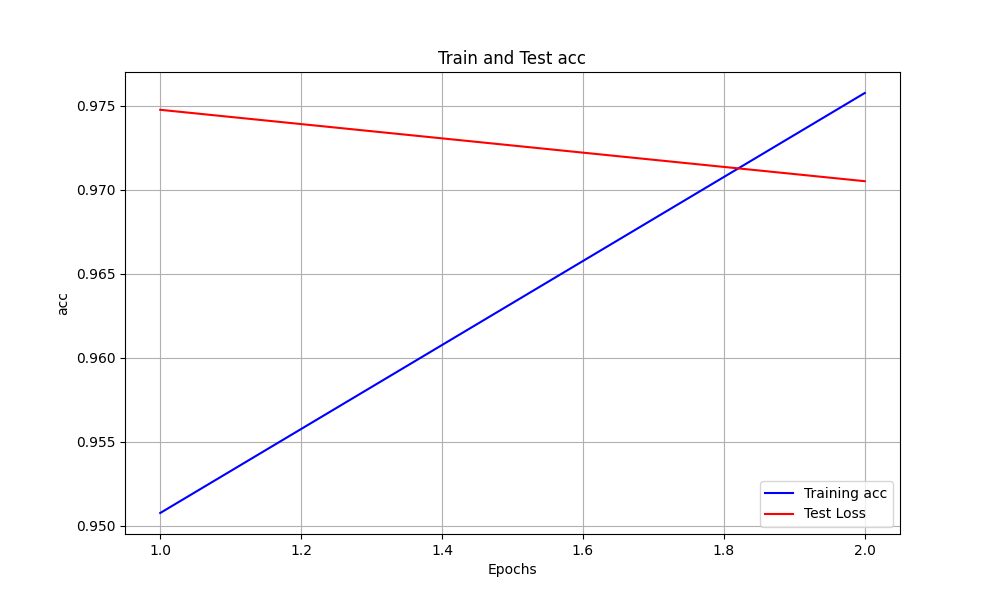 Train and Test acc
0.975
0.970
0.965
0.960
0.955
0.950
acc
1.0 1.2 1.4 1.6 1.8 2.0
Epochs
Training acc
Test Loss